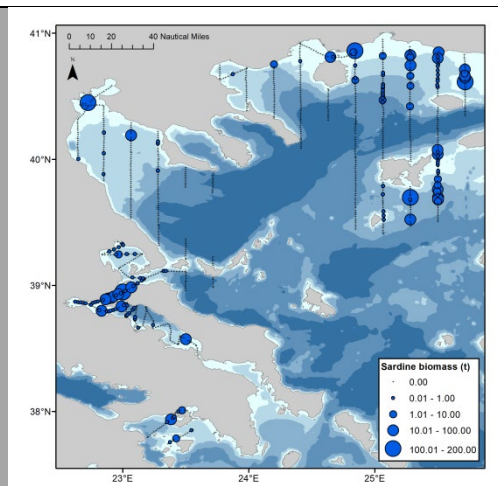 41°N
0 10 20 40 Nautical Miles
N
40°N
39°N
38°N
Sardine biomass (t)
0.00
0.01 - 1.00
1.01 - 10.00
10.01 - 100.00
100.01 - 200.00
23°E 24°E 25°E